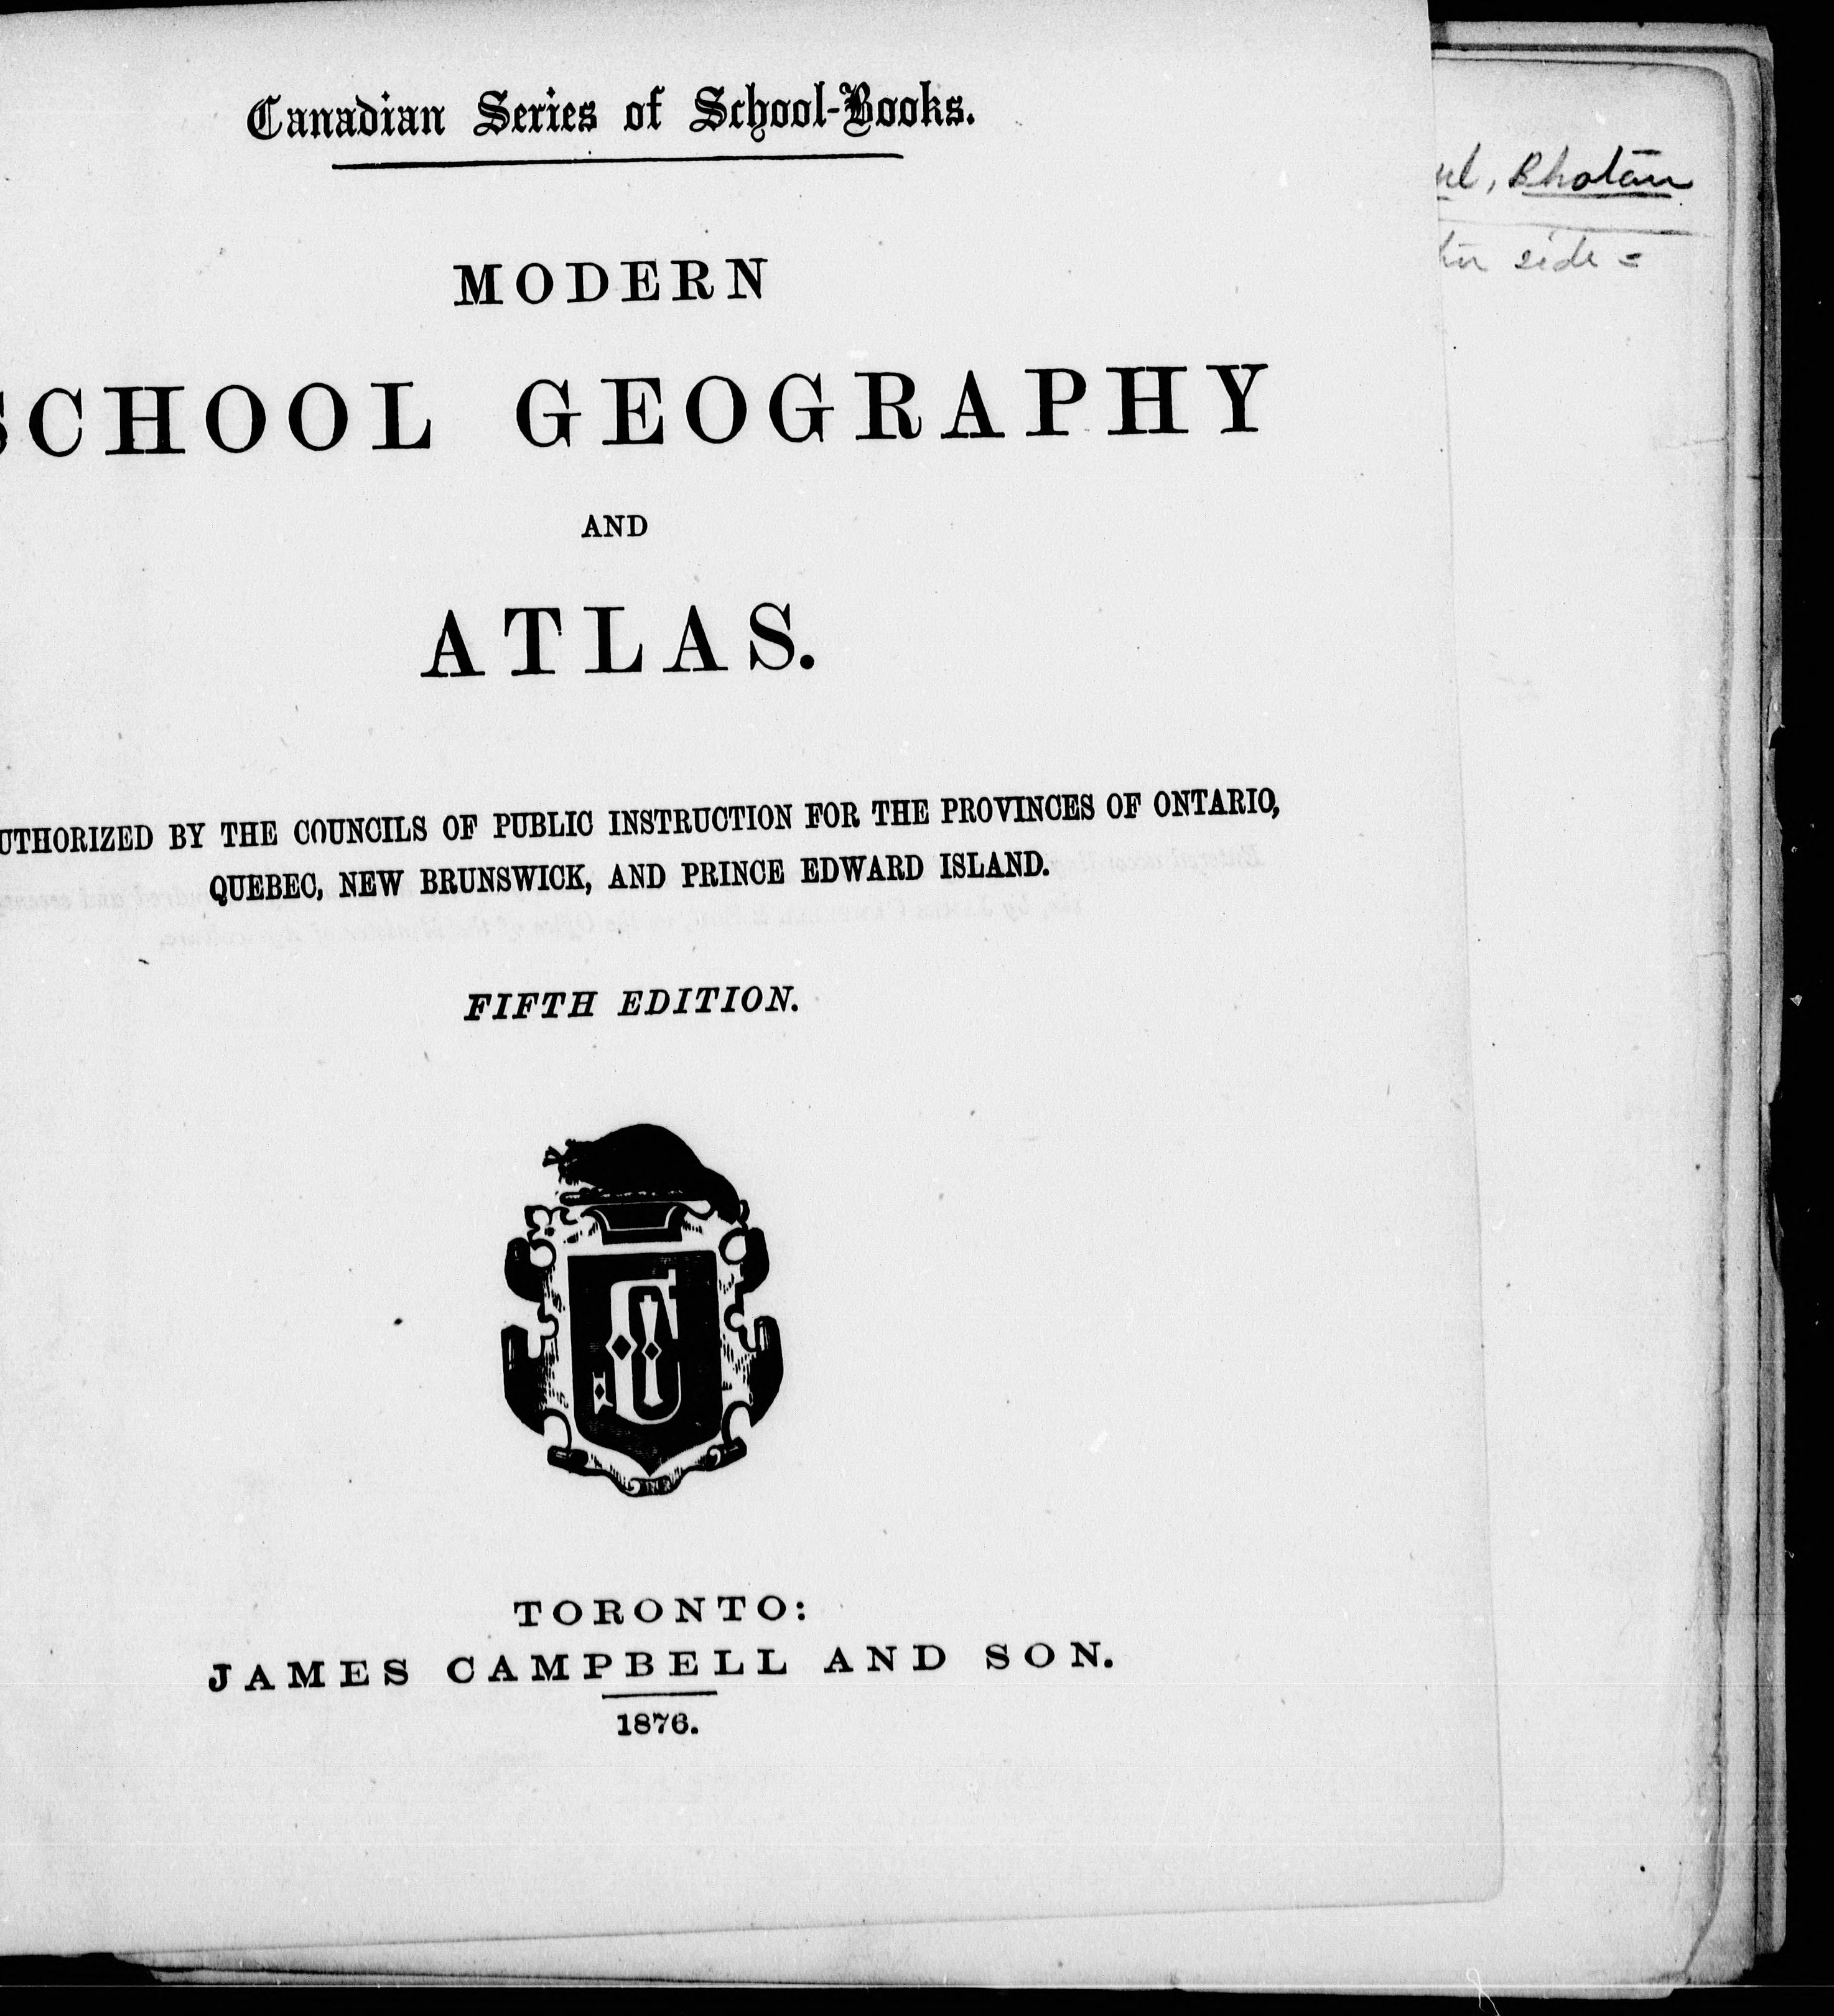 Canadian Series of School-Books.
MODERN
SCHOOL GEOGRAPHY
AND
ATLAS.
UTHORIZED BY THE COUNCILS OF PUBLIC INSTRUCTION FOR THE PROVINCES OF ONTARIO,
QUEBEC, NEW BRUNSWICK, AND PRINCE EDWARD ISLAND.
FIFTH EDITION.
TORONTO:
JAMES CAMPBELL AND SON.
1876.
Bhotan
side =